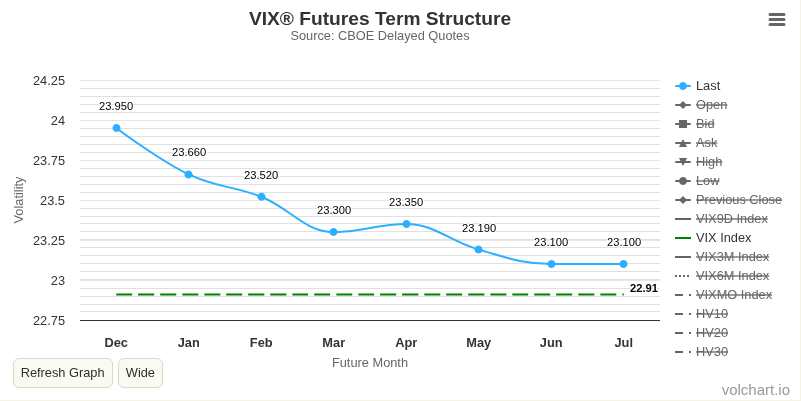 VIX® Futures Term Structure
Source: CBOE Delayed Quotes
24.25
24
23.75
23.5
23.25
23
22.75
Volatility
23.950
23.660
23.520
23.300
23.350
23.190
23.100
23.100
22.91
Dec
Jan
Feb
Mar
Apr
May
Jun
Jul
Future Month
Last
Open
Bid
Ask
High
Low
Previous Close
VIX9D Index
VIX Index
VIX3M Index
VIX6M Index
VIXMO Index
HV10
HV20
HV30
Refresh Graph
Wide
volchart.io